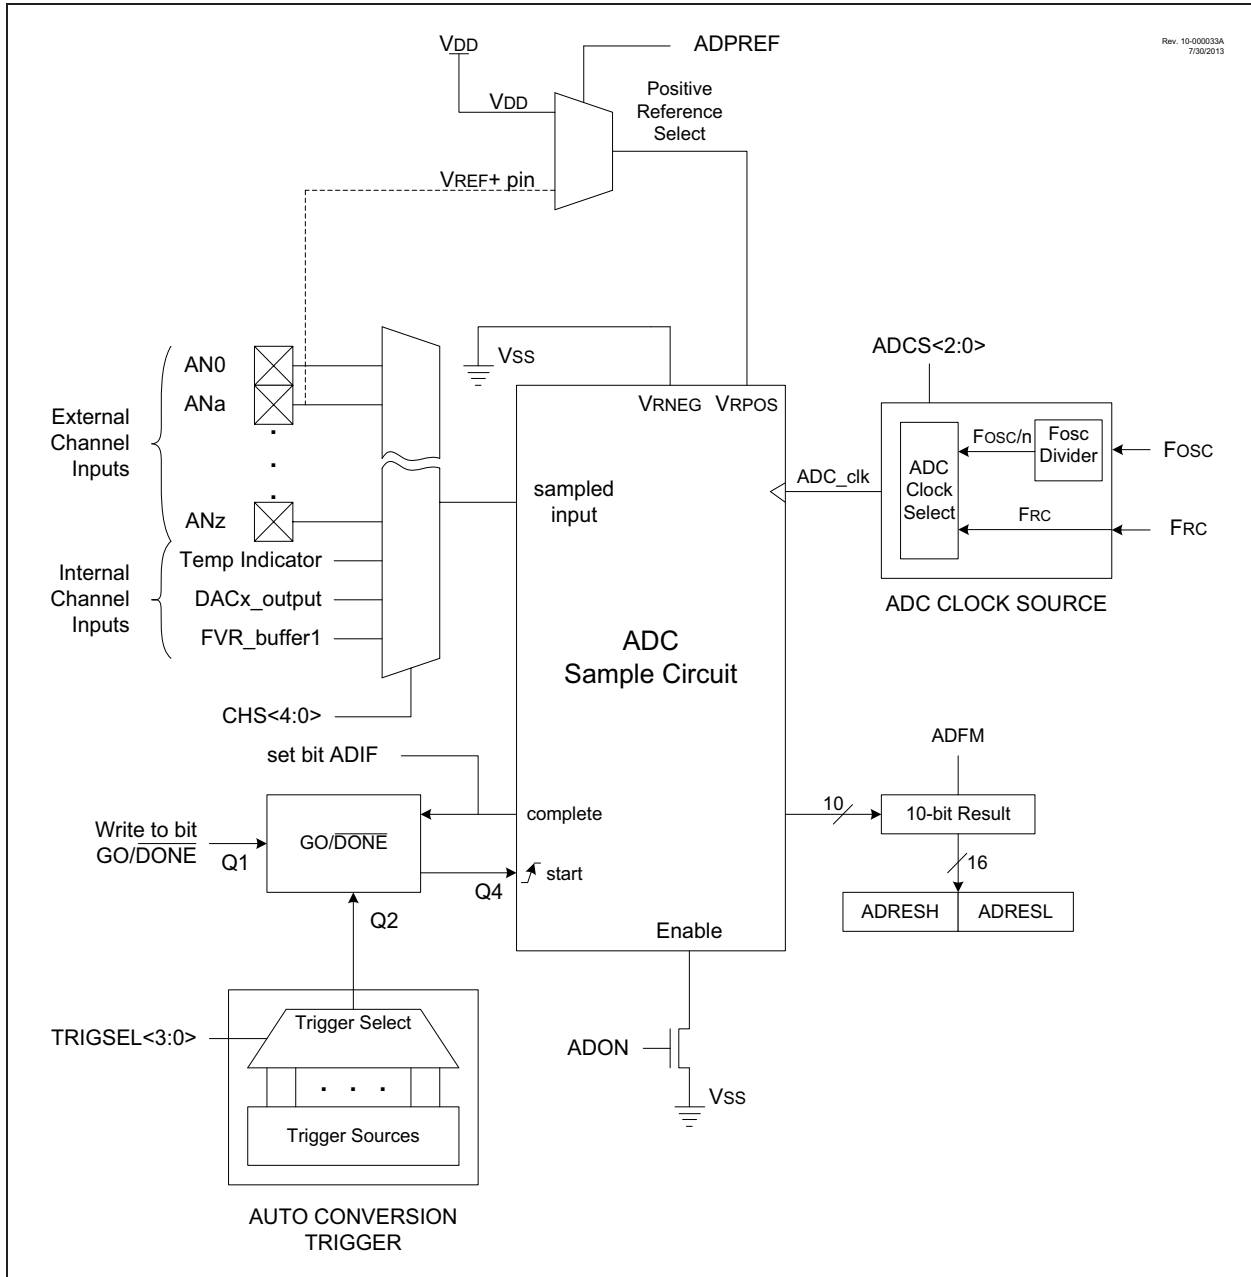 Rev. 10-000033A
7/30/2013
VDD
ADPREF
VDD
Positive
Reference
Select
VREF+ pin
VSS
VRNEG VRPOS
ADCS<2:0>
AN0
ANa
External
Channel
Inputs
.
.
.
ANz
sampled
input
ADC_clk
ADC
Clock
Select
FOSC/n
Fosc
Divider
FOSC
FRC
FRC
ADC CLOCK SOURCE
Internal
Channel
Inputs
Temp Indicator
DACx_output
FVR_buffer1
ADC
Sample Circuit
CHS<4:0>
set bit ADIF
ADFM
complete
10
10-bit Result
Write to bit
GO/DONE
Q1
GO/DONE
Q4
start
16
ADRESH ADRESL
Q2
Enable
TRIGSEL<3:0>
Trigger Select
ADON
. . .
VSS
Trigger Sources
AUTO CONVERSION
TRIGGER